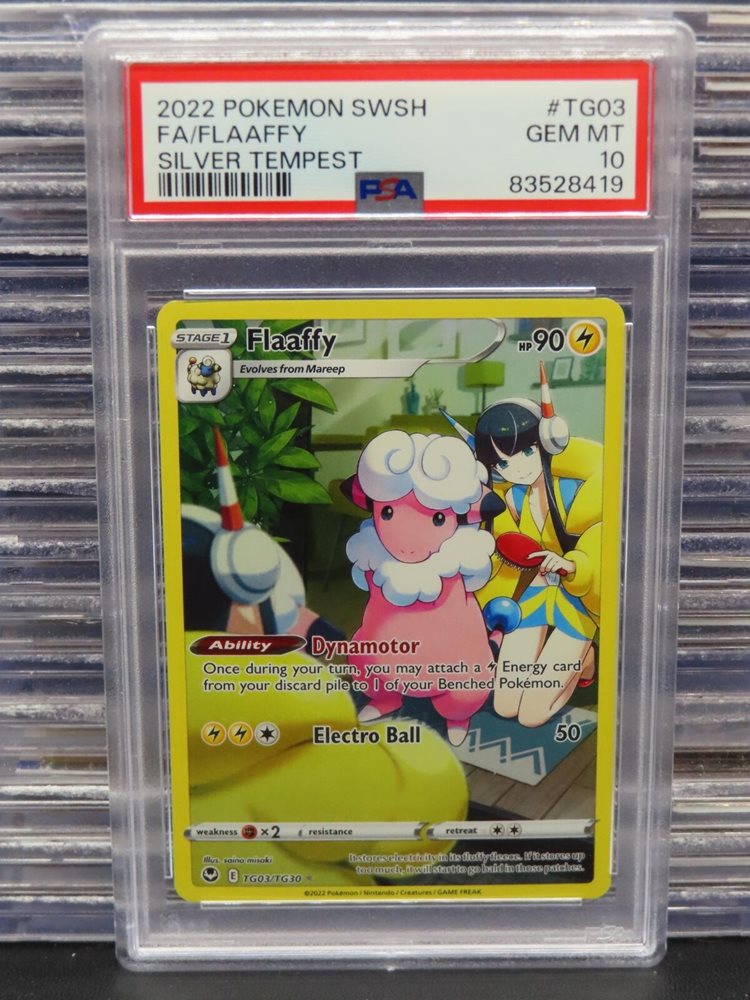 2022 POKEMON SWSH #TG03
FA/FLAAFFY GEM MT
SILVER TEMPEST 10
PSA 83528419
STAGE 1 Flaaffy HP 90
Evolves from Mareep
Ability Dynamotor
Once during your turn, you may attach a Energy card
from your discard pile to 1 of your Benched Pokémon.
Electro Ball 50
weakness ×2 resistance retreat
Illus. saino misaki
It stores electricity in its fluffy fleece. If it stores up
too much, it will start to go bald in those patches.
E TG03/TG30
©2022 Pokémon / Nintendo / Creatures / GAME FREAK